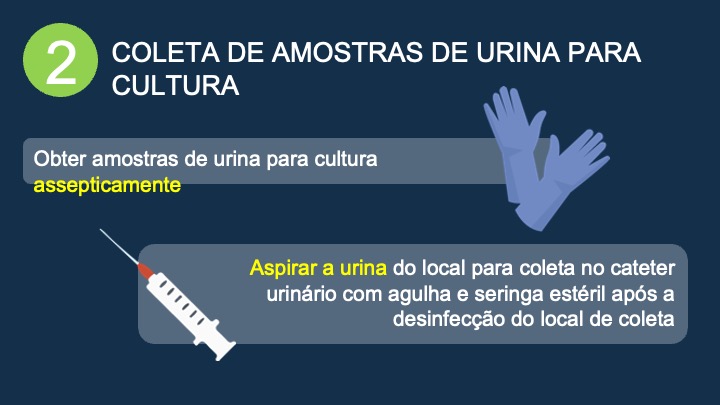 2
COLETA DE AMOSTRAS DE URINA PARA
CULTURA
Obter amostras de urina para cultura
assepticamente
Aspirar a urina do local para coleta no cateter
urinário com agulha e seringa estéril após a
desinfecção do local de coleta